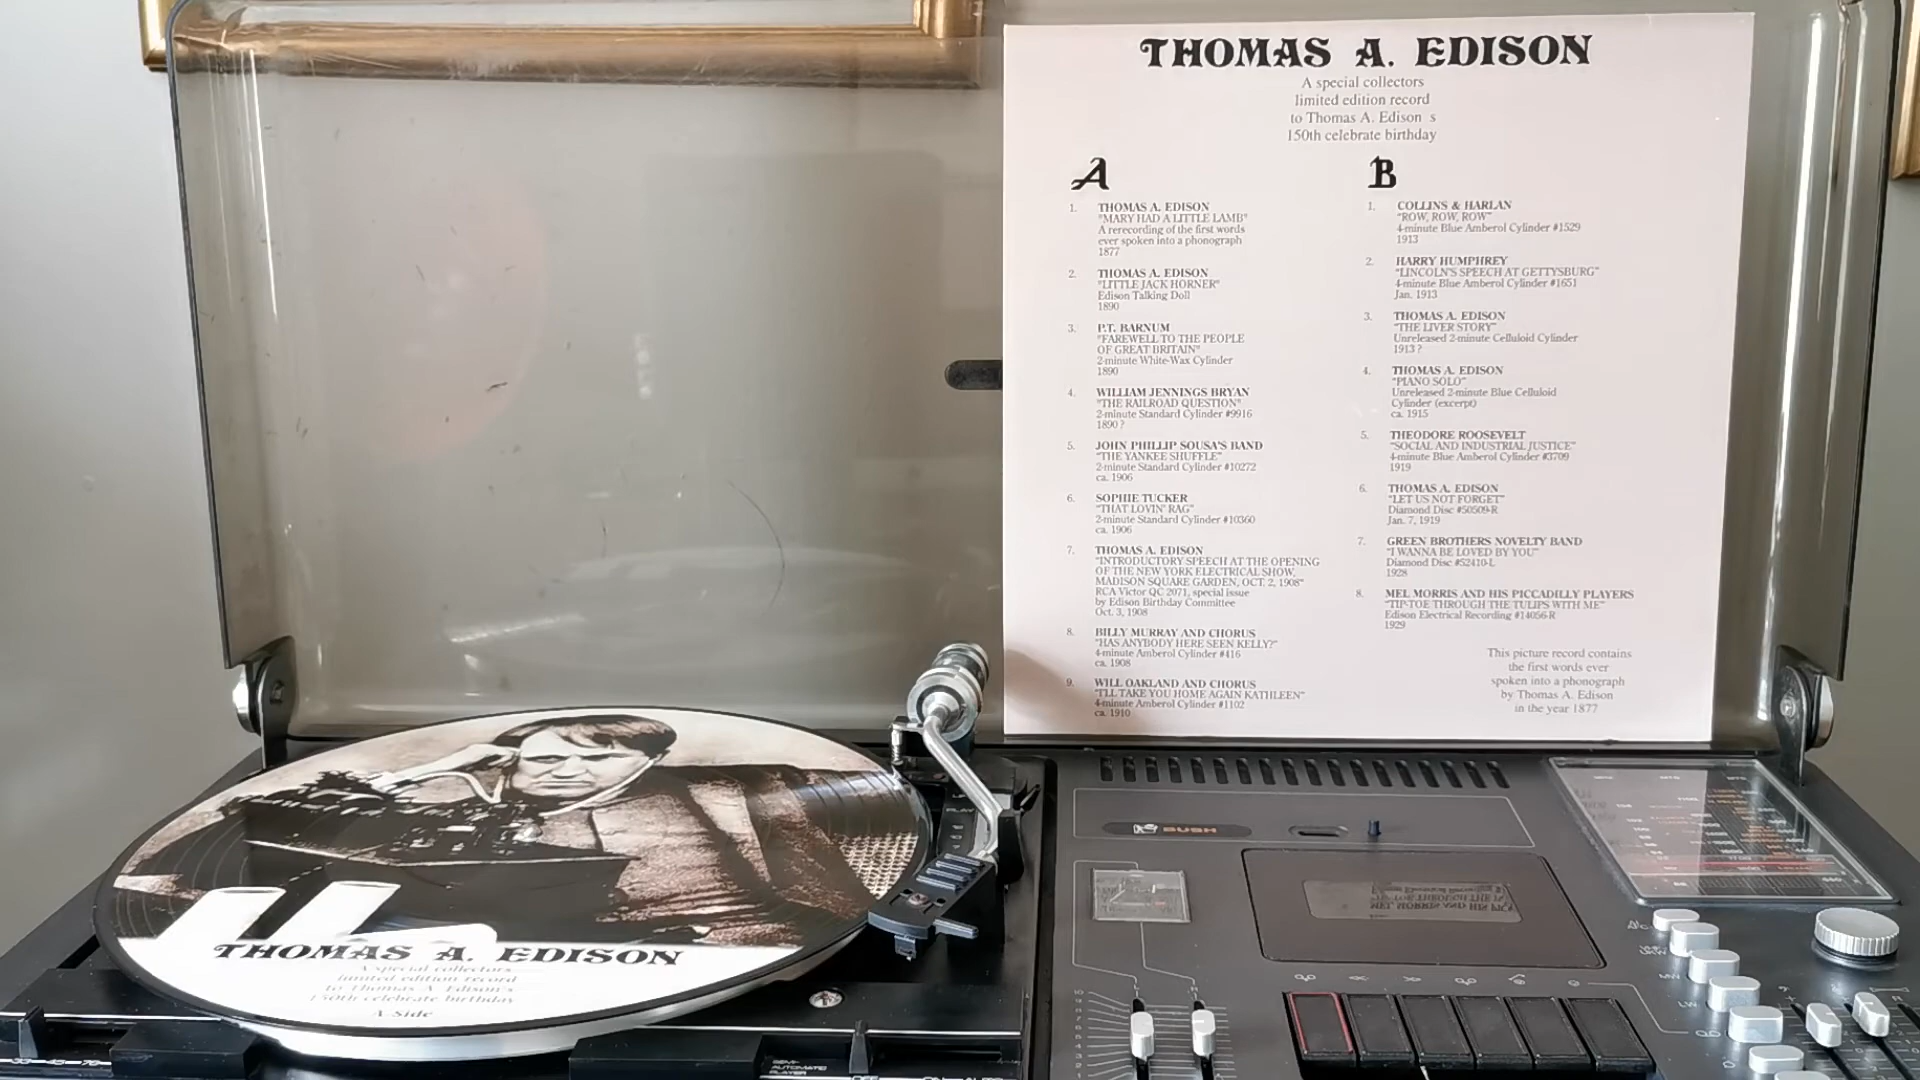 THOMAS A. EDISON
A special collectors
limited edition record
to Thomas A. Edison s
150th celebrate birthday
A
1. THOMAS A. EDISON
"MARY HAD A LITTLE LAMB"
A rerecording of the first words
ever spoken into a phonograph
1877
2. THOMAS A. EDISON
"LITTLE JACK HORNER"
Edison Talking Doll
1890
3. P.T. BARNUM
"FAREWELL TO THE PEOPLE
OF GREAT BRITAIN"
2-minute White-Wax Cylinder
1890
4. WILLIAM JENNINGS BRYAN
"THE RAILROAD QUESTION"
2-minute Standard Cylinder #9916
1890 ?
5. JOHN PHILLIP SOUSA'S BAND
"THE YANKEE SHUFFLE"
2-minute Standard Cylinder #10272
ca. 1906
6. SOPHIE TUCKER
"THAT LOVIN' RAG"
2-minute Standard Cylinder #10360
ca. 1906
7. THOMAS A. EDISON
"INTRODUCTORY SPEECH AT THE OPENING
OF THE NEW YORK ELECTRICAL SHOW,
MADISON SQUARE GARDEN, OCT. 2, 1908"
RCA Victor QC 2071, special issue
by Edison Birthday Committee
Oct. 3, 1908
8. BILLY MURRAY AND CHORUS
"HAS ANYBODY HERE SEEN KELLY?"
4-minute Amberol Cylinder #416
ca. 1908
9. WILL OAKLAND AND CHORUS
"I'LL TAKE YOU HOME AGAIN KATHLEEN"
4-minute Amberol Cylinder #1102
ca. 1910
B
1. COLLINS & HARLAN
"ROW, ROW, ROW"
4-minute Blue Amberol Cylinder #1529
1913
2. HARRY HUMPHREY
"LINCOLN'S SPEECH AT GETTYSBURG"
4-minute Blue Amberol Cylinder #1651
Jan. 1913
3. THOMAS A. EDISON
"THE LIVER STORY"
Unreleased 2-minute Celluloid Cylinder
1913 ?
4. THOMAS A. EDISON
"PIANO SOLO"
Unreleased 2-minute Blue Celluloid
Cylinder (excerpt)
ca. 1915
5. THEODORE ROOSEVELT
"SOCIAL AND INDUSTRIAL JUSTICE"
4-minute Blue Amberol Cylinder #3709
1919
6. THOMAS A. EDISON
"LET US NOT FORGET"
Diamond Disc #50509-R
Jan. 7, 1919
7. GREEN BROTHERS NOVELTY BAND
"I WANNA BE LOVED BY YOU"
Diamond Disc #52410-L
1928
8. MEL MORRIS AND HIS PICCADILLY PLAYERS
"TIP-TOE THROUGH THE TULIPS WITH ME"
Edison Electrical Recording #14056-R
1929
This picture record contains
the first words ever
spoken into a phonograph
by Thomas A. Edison
in the year 1877
THOMAS A. EDISON
A special collectors
limited edition record
to Thomas A. Edison's
150th celebrate birthday
A Side
BUSH
SEMI-
AUTOMATIC
PLAYER